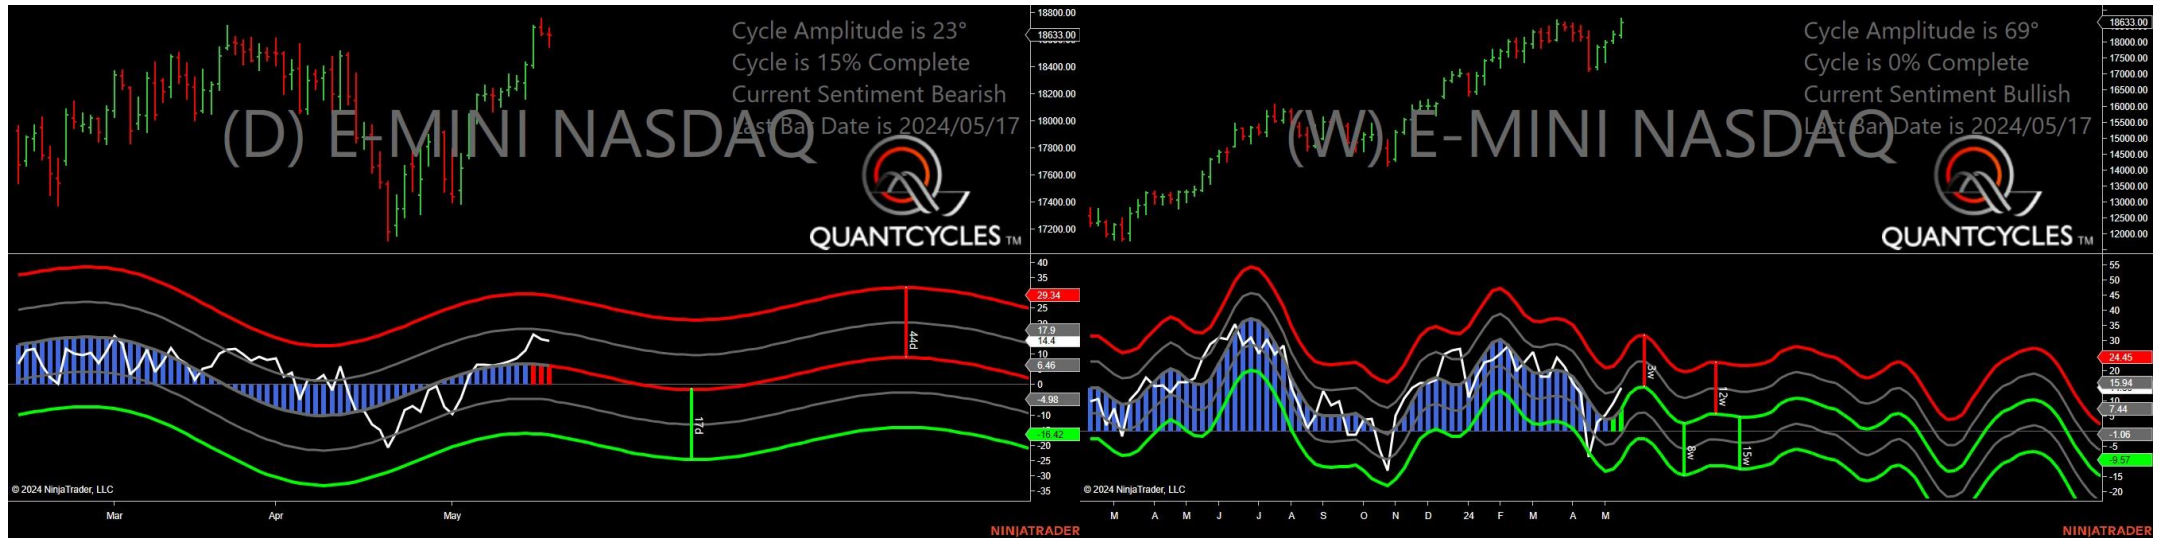 Cycle Amplitude is 23°
Cycle is 15% Complete
Current Sentiment Bearish
Last Bar Date is 2024/05/17
(D) E-MINI NASDAQ
QUANTCYCLES TM
18800.00
18633.00
18400.00
18200.00
18000.00
17800.00
17600.00
17400.00
17200.00
40
35
29.34
25
17.9
14.4
10
6.46
0
-4.98
-10
-16.42
-20
-25
-30
-35
44d
17d
© 2024 NinjaTrader, LLC
Mar
Apr
May
NINJATRADER
Cycle Amplitude is 69°
Cycle is 0% Complete
Current Sentiment Bullish
Last Bar Date is 2024/05/17
(W) E-MINI NASDAQ
QUANTCYCLES TM
18633.00
18000.00
17500.00
17000.00
16500.00
16000.00
15500.00
15000.00
14500.00
14000.00
13500.00
13000.00
12500.00
12000.00
55
50
45
40
35
30
24.45
20
15.94
10
7.44
-1.06
-5
-9.57
-15
-20
12w
8w
15w
© 2024 NinjaTrader, LLC
M A M J J A S O N D 24 F M A M
NINJATRADER